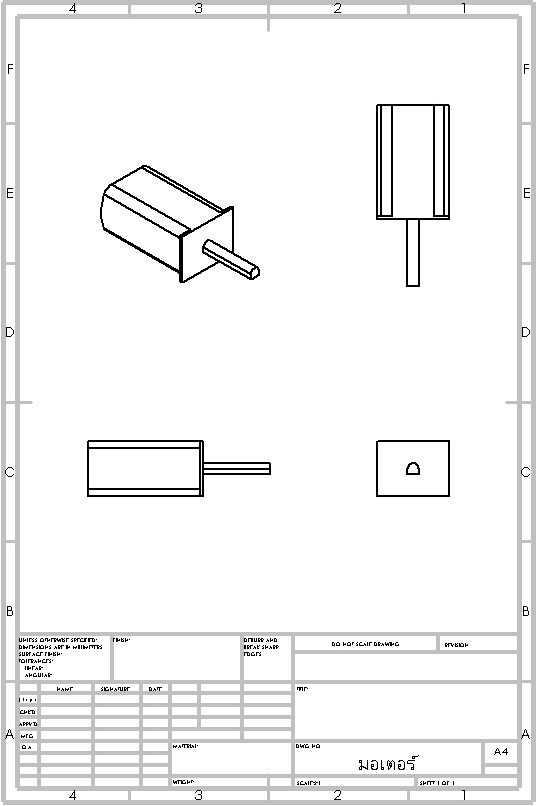 4 3 2 1
F F
E E
D D
C C
B B
UNLESS OTHERWISE SPECIFIED:
DIMENSIONS ARE IN MILLIMETERS
SURFACE FINISH:
TOLERANCES:
LINEAR:
ANGULAR:
FINISH:
DEBURR AND
BREAK SHARP
EDGES
DO NOT SCALE DRAWING
REVISION
NAME SIGNATURE DATE
TITLE:
CHK'D
APPV'D
MFG
Q.A
A A
MATERIAL:
DWG NO.
มอเตอร์
A4
WEIGHT:
SCALE:1:1
SHEET 1 OF 1
4 3 2 1